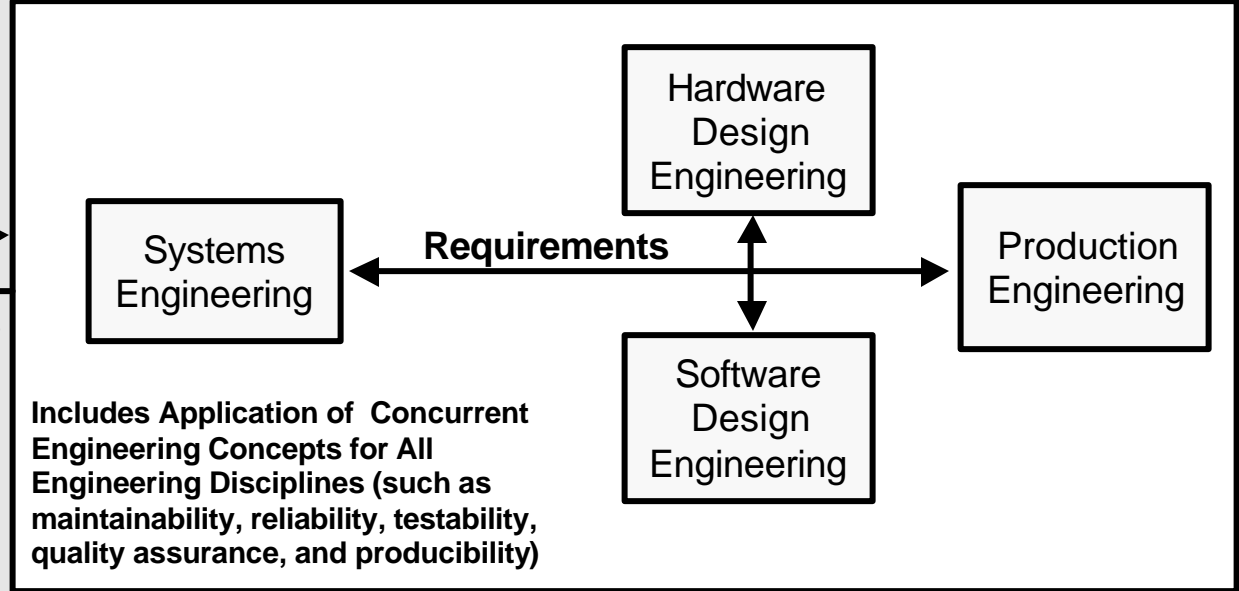 Hardware
Design
Engineering
Systems
Engineering
Requirements
Production
Engineering
Software
Design
Engineering
Includes Application of Concurrent
Engineering Concepts for All
Engineering Disciplines (such as
maintainability, reliability, testability,
quality assurance, and producibility)